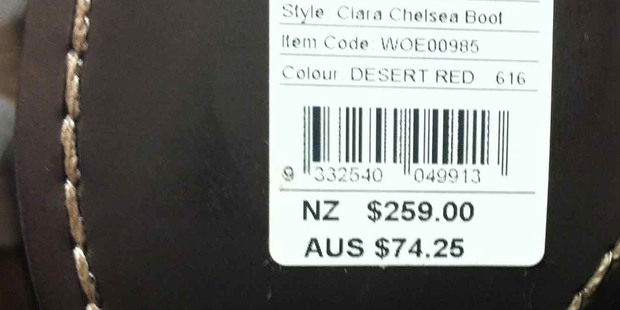 Style: Clara Chelsea Boot
Item Code: WOE00985
Colour: DESERT RED 616
9 332540 049913
NZ $259.00
AUS $74.25